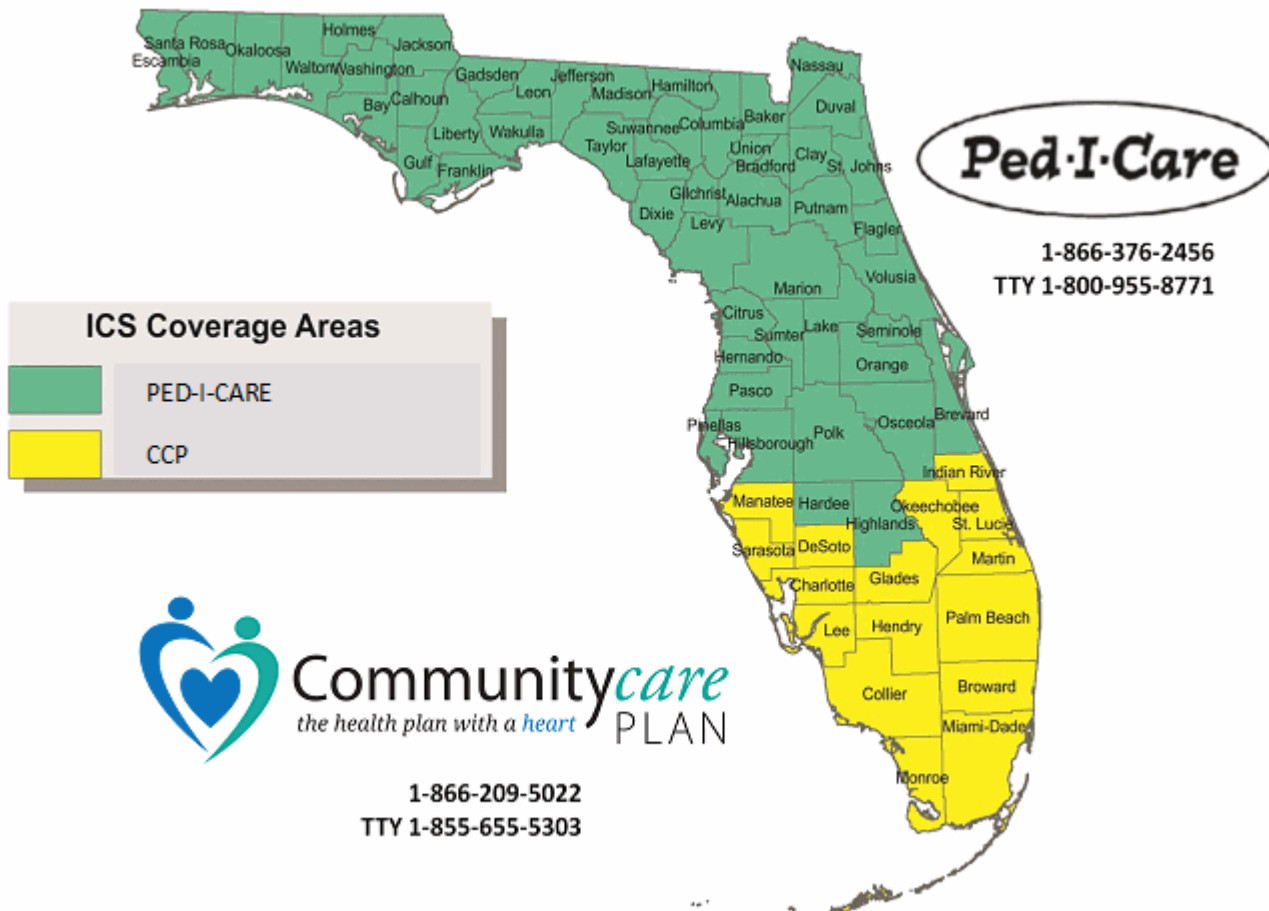 Holmes
Santa Rosa
Okaloosa
Jackson
Escambia
Walton
Washington
Gadsden
Jefferson
Hamilton
Nassau
Leon
Madison
Bay
Calhoun
Duval
Liberty
Wakulla
Suwannee
Columbia
Baker
Taylor
Union
Lafayette
Bradford
Clay
St. Johns
Gulf
Franklin
Gilchrist
Alachua
Putnam
Dixie
Levy
Flagler
Volusia
Marion
Citrus
Sumter
Lake
Seminole
Hernando
Orange
Pasco
Pinellas
Hillsborough
Polk
Osceola
Brevard
Indian River
Manatee
Hardee
Okeechobee
Highlands
St. Lucie
Sarasota
DeSoto
Martin
Charlotte
Glades
Lee
Hendry
Palm Beach
Collier
Broward
Miami-Dade
Monroe
Ped·I·Care
1-866-376-2456
TTY 1-800-955-8771
ICS Coverage Areas
PED-I-CARE
CCP
Communitycare
the health plan with a heart PLAN
1-866-209-5022
TTY 1-855-655-5303